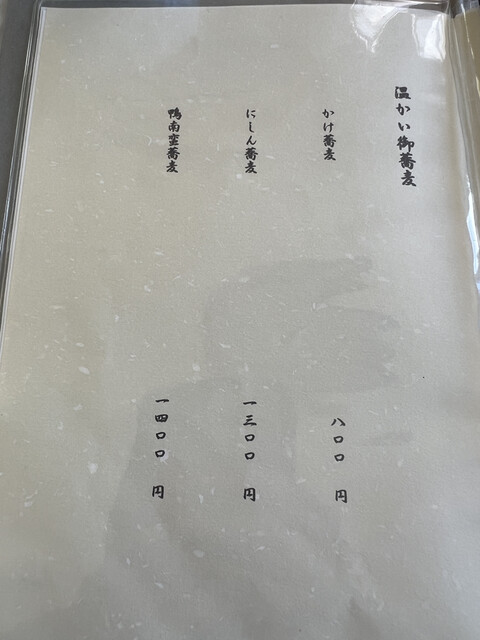 温かい御蕎麦
かけ蕎麦
八〇〇 円
にしん蕎麦
一三〇〇 円
鴨南蛮蕎麦
一四〇〇 円